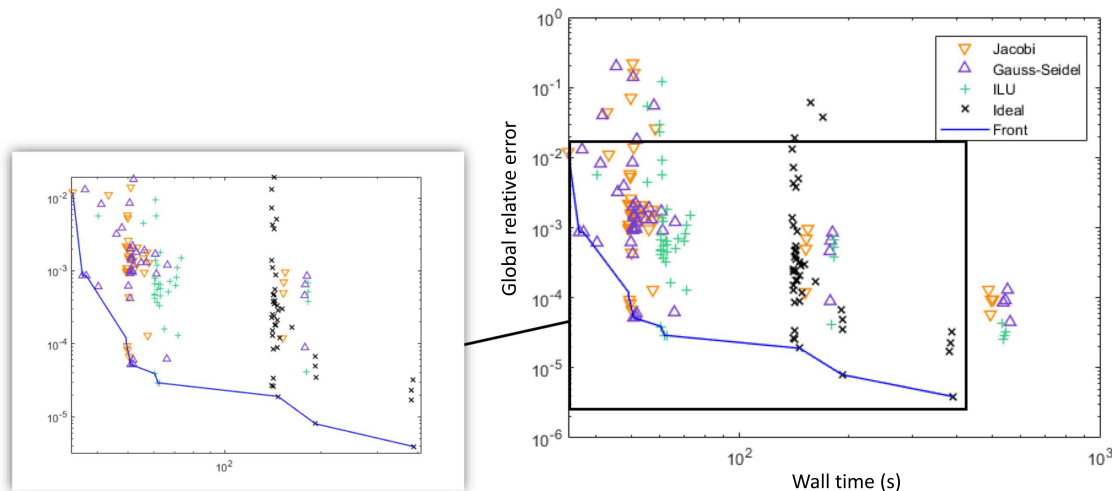 10^0
10^-1
10^-2
10^-3
10^-4
10^-5
10^-6
10^2
10^3
Global relative error
Wall time (s)
Jacobi
Gauss-Seidel
ILU
Ideal
Front
10^-2
10^-3
10^-4
10^-5
10^2